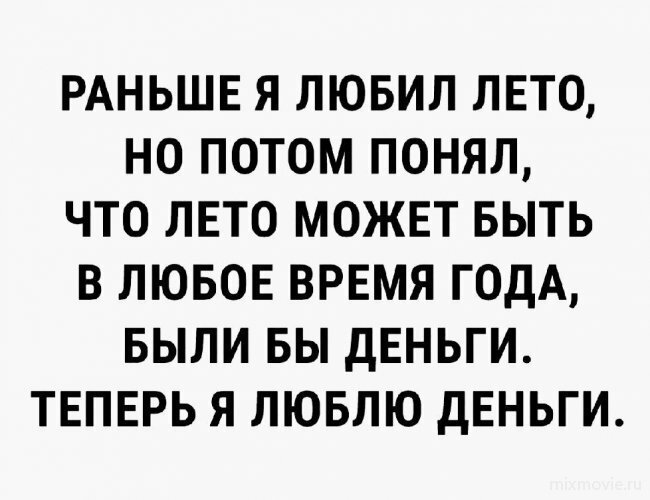 РАНЬШЕ Я ЛЮБИЛ ЛЕТО,
НО ПОТОМ ПОНЯЛ,
ЧТО ЛЕТО МОЖЕТ БЫТЬ
В ЛЮБОЕ ВРЕМЯ ГОДА,
БЫЛИ БЫ ДЕНЬГИ.
ТЕПЕРЬ Я ЛЮБЛЮ ДЕНЬГИ.
mixmovie.ru